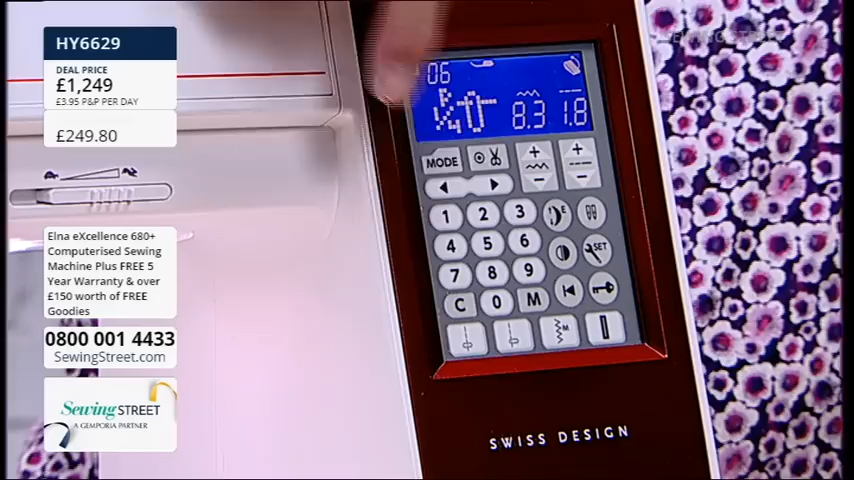 HY6629
DEAL PRICE
£1,249
£3.95 P&P PER DAY
£249.80
Elna eXcellence 680+
Computerised Sewing
Machine Plus FREE 5
Year Warranty & over
£150 worth of FREE
Goodies
0800 001 4433
SewingStreet.com
Sewing STREET
A GEMPORIA PARTNER
SEWING STREET
06
8.3 1.8
MODE
1 2 3 E
4 5 6 SET
7 8 9
C 0 M
M
SWISS DESIGN